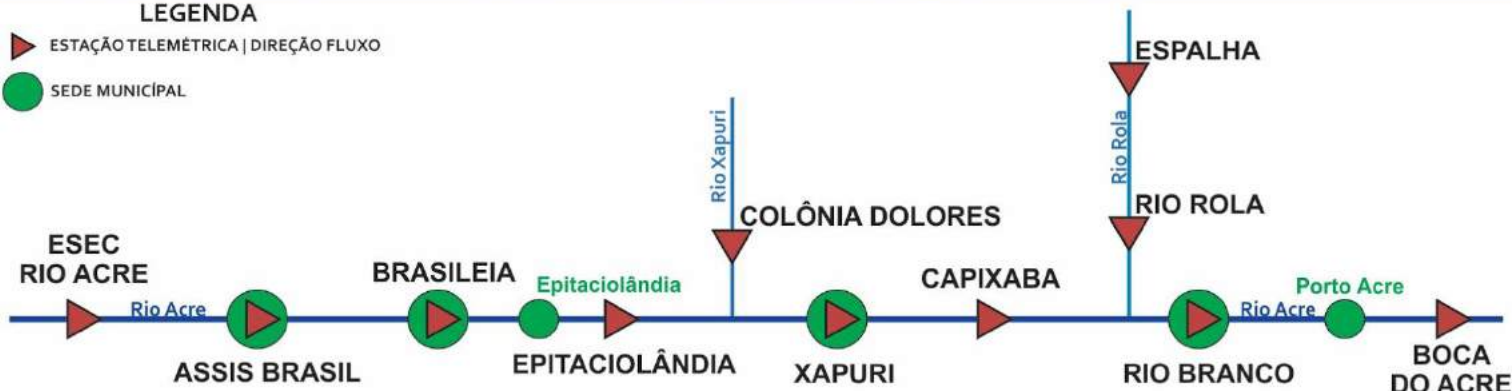 LEGENDA
ESTAÇÃO TELEMÉTRICA | DIREÇÃO FLUXO
SEDE MUNICÍPAL
ESPALHA
Rio Xapuri
Rio Rola
COLÔNIA DOLORES
RIO ROLA
ESEC
RIO ACRE
BRASILEIA
Epitaciolândia
CAPIXABA
Porto Acre
Rio Acre
Rio Acre
ASSIS BRASIL
EPITACIOLÂNDIA
XAPURI
RIO BRANCO
BOCA
DO ACRE